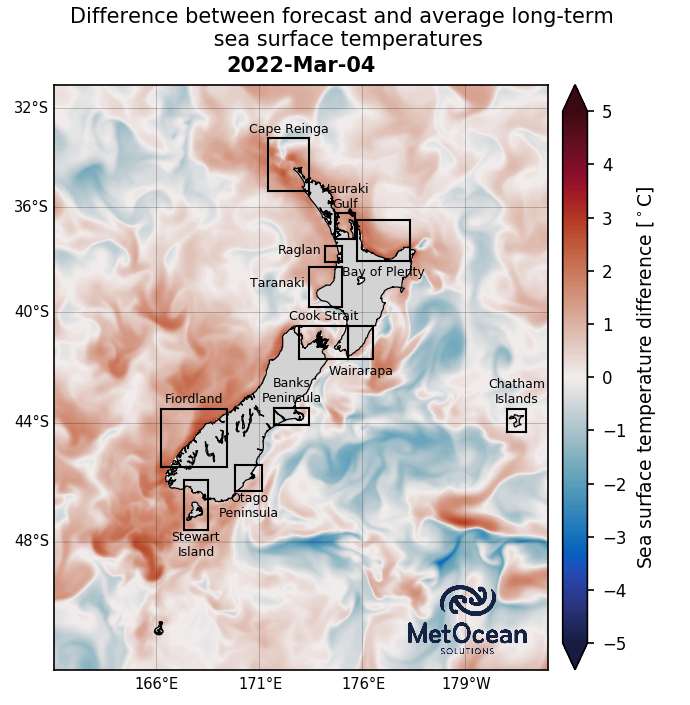 Difference between forecast and average long-term
sea surface temperatures
2022-Mar-04
32°S
36°S
40°S
44°S
48°S
166°E
171°E
176°E
179°W
Cape Reinga
Hauraki
Gulf
Raglan
Bay of Plenty
Taranaki
Cook Strait
Wairarapa
Banks
Peninsula
Fiordland
Chatham
Islands
Otago
Peninsula
Stewart
Island
MetOcean
SOLUTIONS
5
4
3
2
1
0
−1
−2
−3
−4
−5
Sea surface temperature difference [°C]